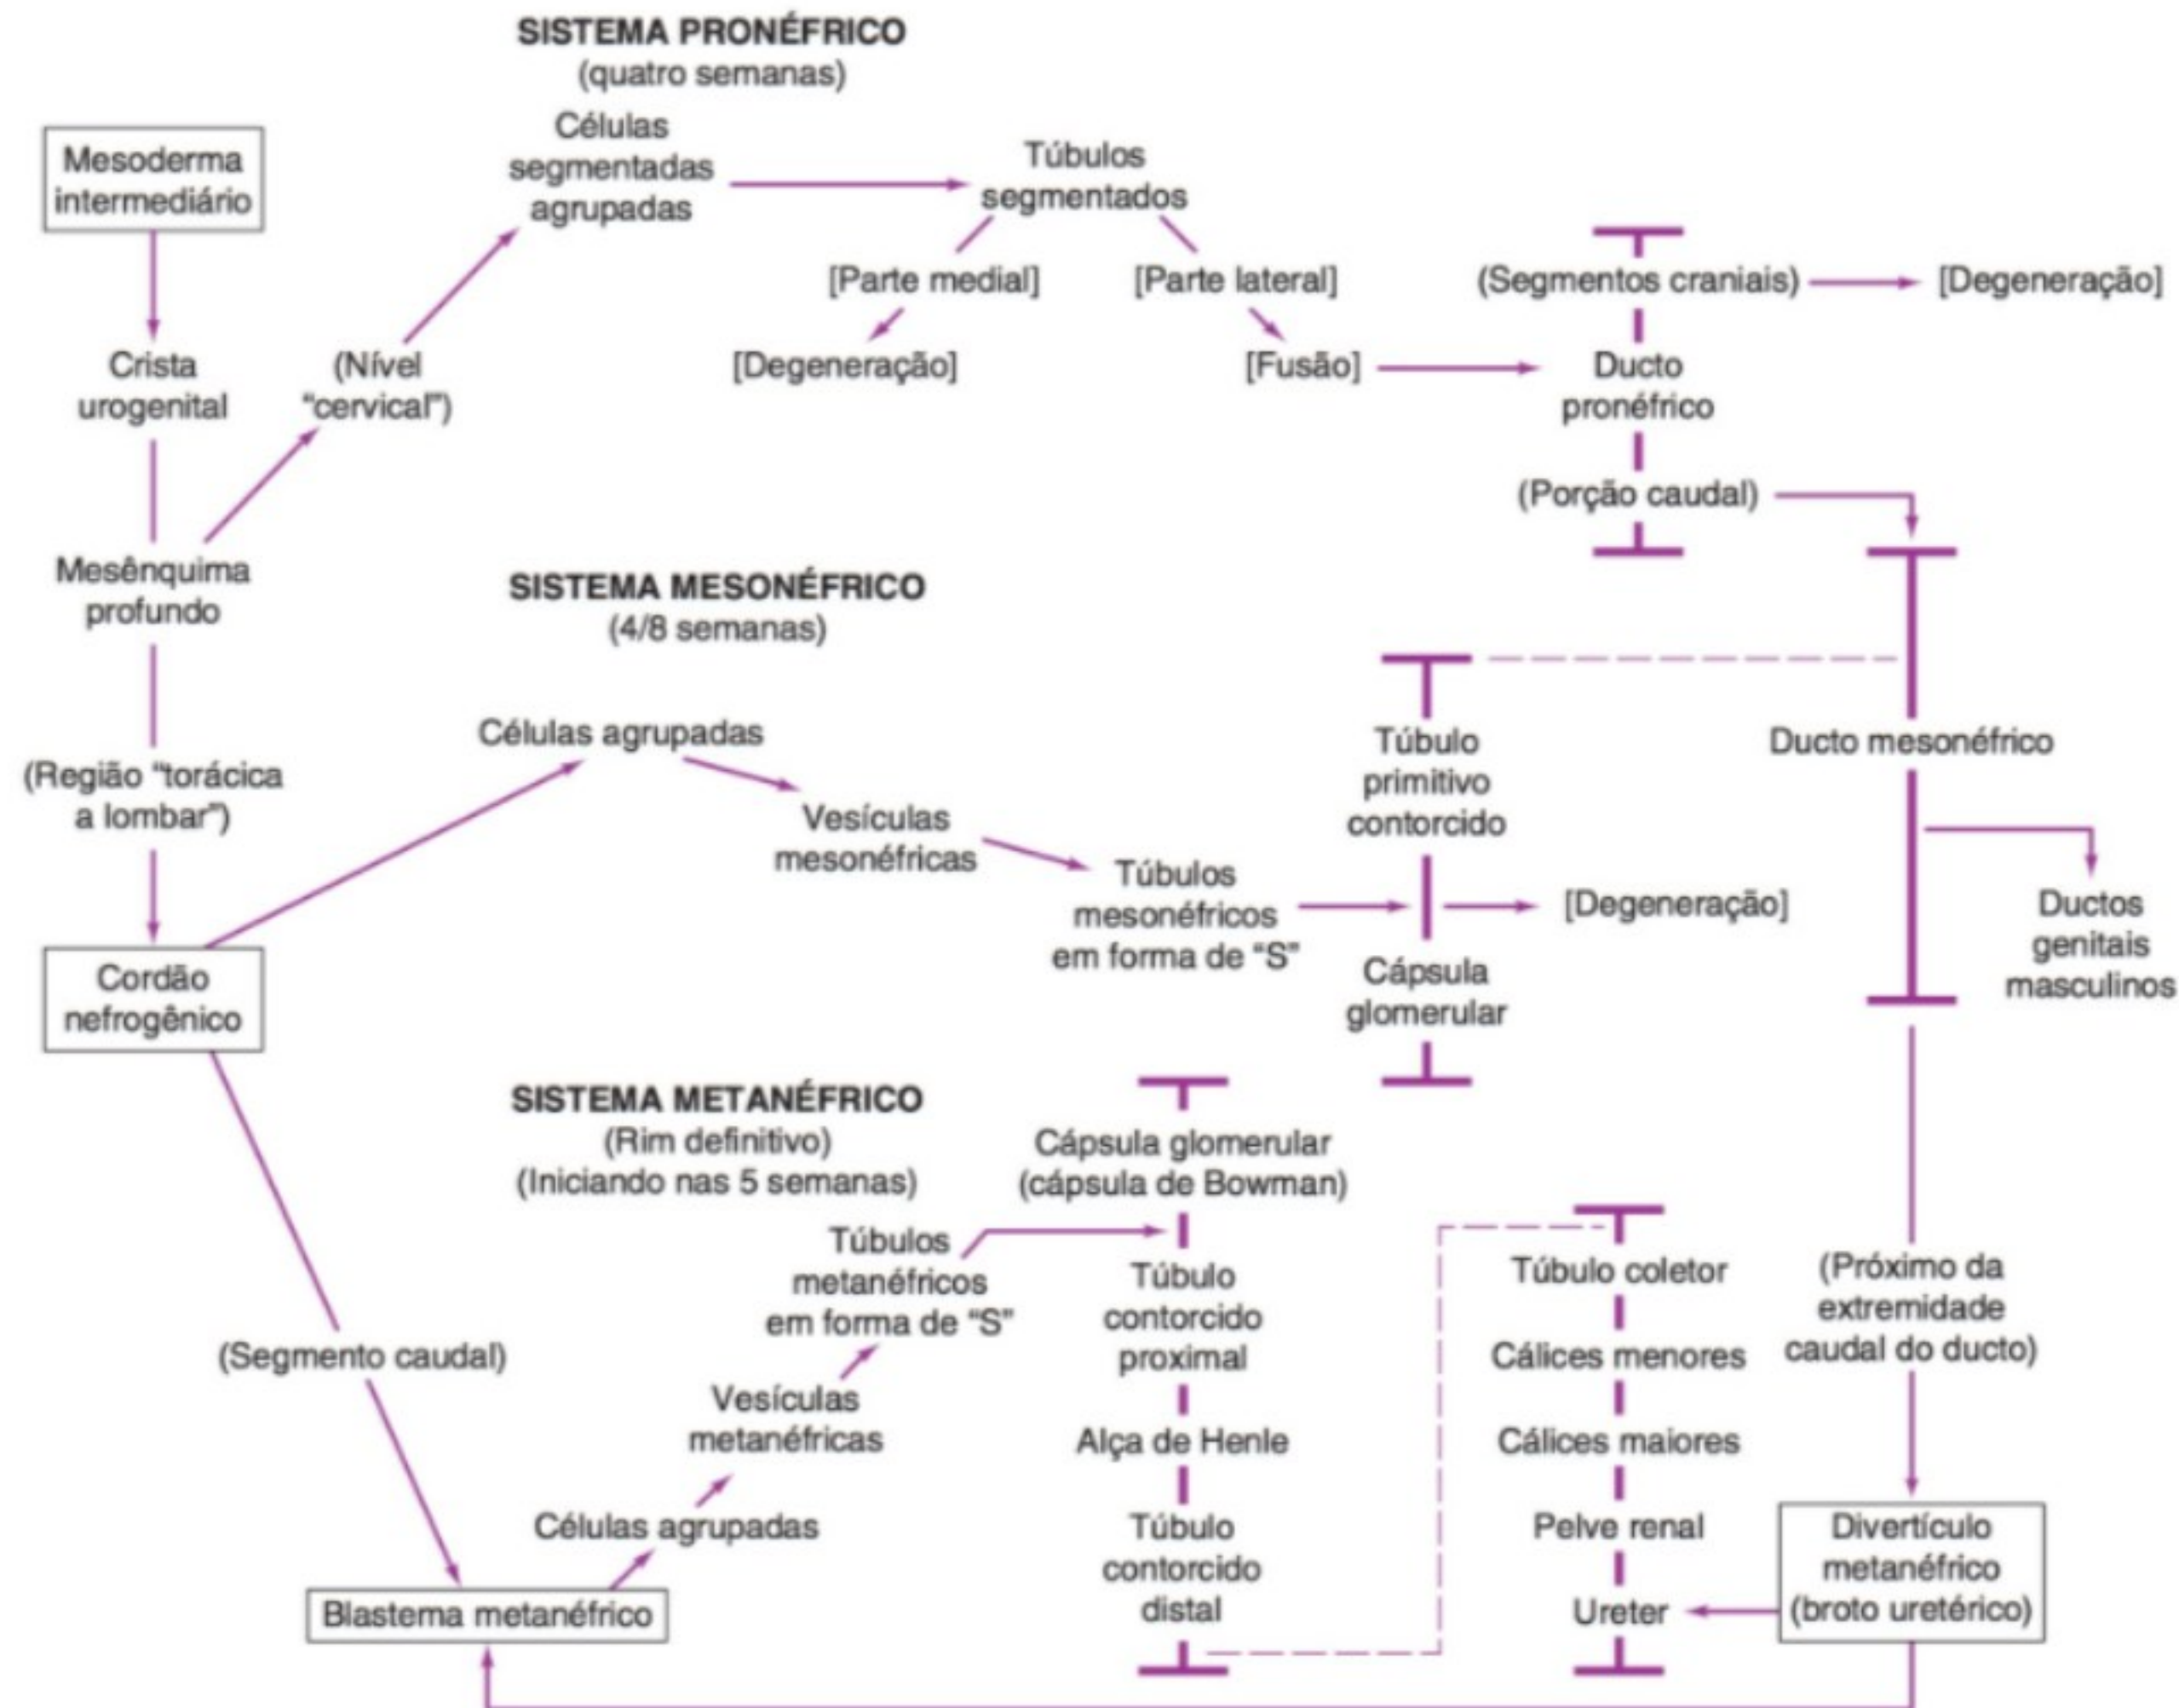 SISTEMA PRONÉFRICO
(quatro semanas)
Mesoderma
intermediário
Células
segmentadas
agrupadas
Túbulos
segmentados
[Parte medial]
[Parte lateral]
(Segmentos craniais)
[Degeneração]
Crista
urogenital
(Nível
“cervical”)
[Degeneração]
[Fusão]
Ducto
pronéfrico
(Porção caudal)
Mesênquima
profundo
SISTEMA MESONÉFRICO
(4/8 semanas)
(Região “torácica
a lombar”)
Células agrupadas
Vesículas
mesonéfricas
Túbulos
mesonéfricos
em forma de “S”
Túbulo
primitivo
contorcido
Cápsula
glomerular
[Degeneração]
Ducto mesonéfrico
Ductos
genitais
masculinos
Cordão
nefrogênico
SISTEMA METANÉFRICO
(Rim definitivo)
(Iniciando nas 5 semanas)
(Segmento caudal)
Blastema metanéfrico
Células agrupadas
Vesículas
metanéfricas
Túbulos
metanéfricos
em forma de “S”
Cápsula glomerular
(cápsula de Bowman)
Túbulo
contorcido
proximal
Alça de Henle
Túbulo
contorcido
distal
Túbulo coletor
Cálices menores
Cálices maiores
Pelve renal
Ureter
(Próximo da
extremidade
caudal do ducto)
Divertículo
metanéfrico
(broto uretérico)